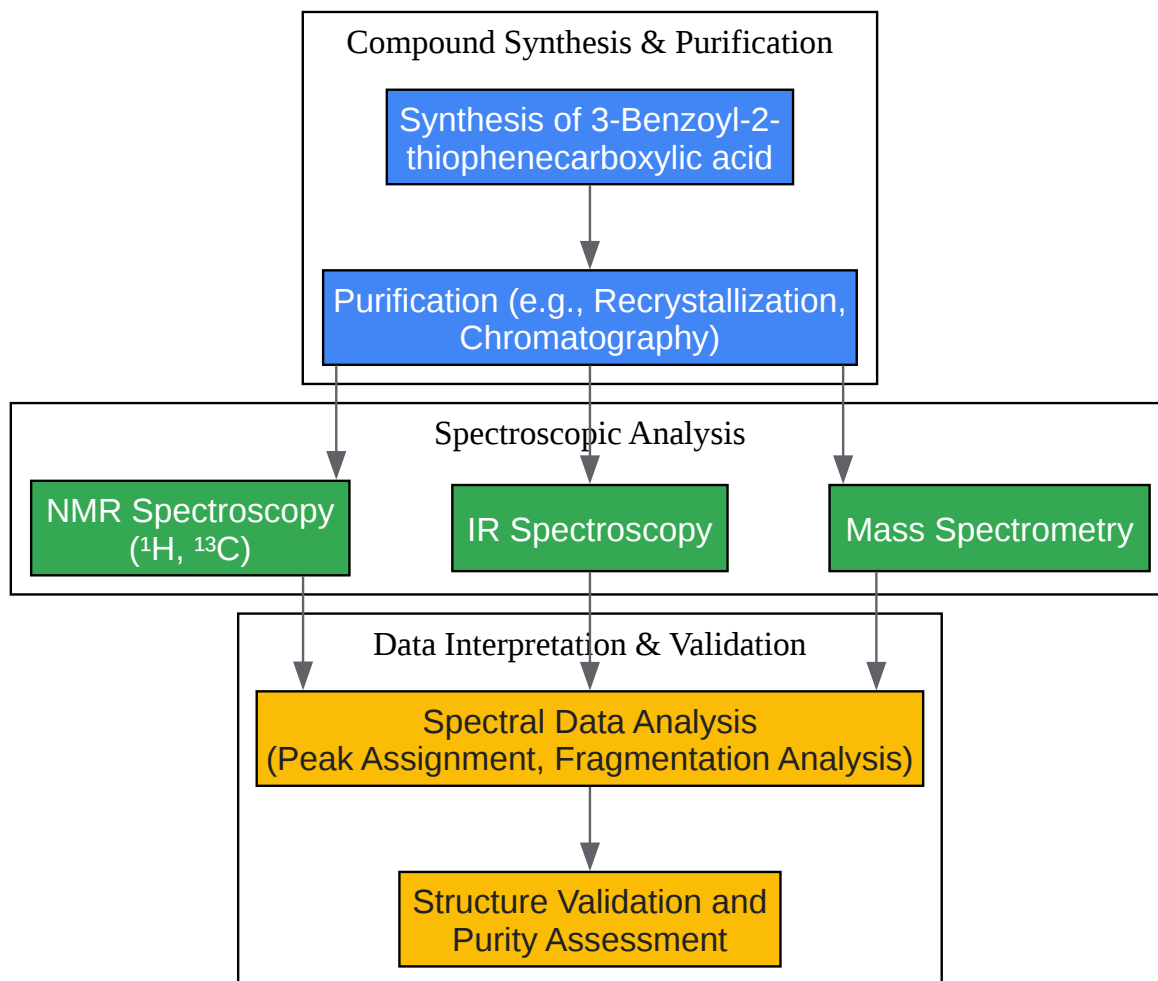 Compound Synthesis & Purification
Synthesis of 3-Benzoyl-2-
thiophenecarboxylic acid
Purification (e.g., Recrystallization,
Chromatography)
Spectroscopic Analysis
NMR Spectroscopy
(¹H, ¹³C)
IR Spectroscopy
Mass Spectrometry
Data Interpretation & Validation
Spectral Data Analysis
(Peak Assignment, Fragmentation Analysis)
Structure Validation and
Purity Assessment